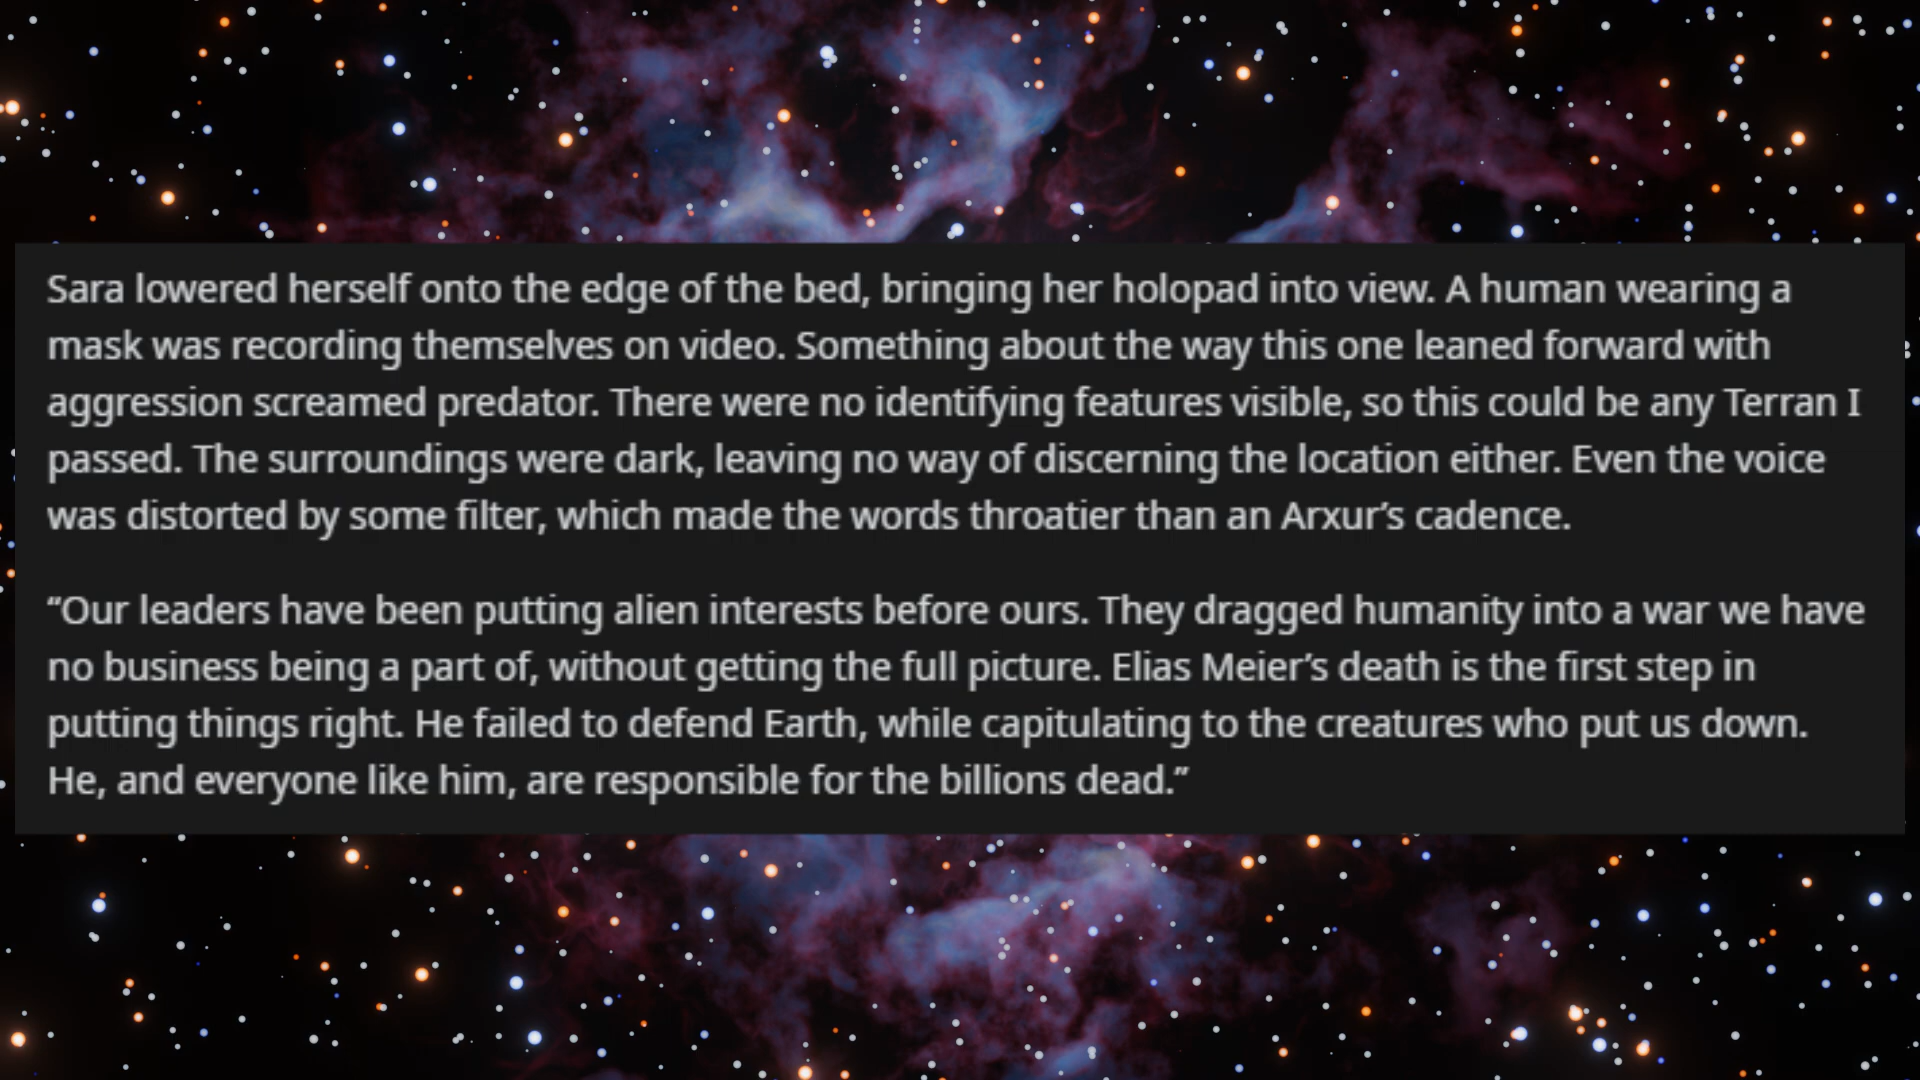 Sara lowered herself onto the edge of the bed, bringing her holopad into view. A human wearing a
mask was recording themselves on video. Something about the way this one leaned forward with
aggression screamed predator. There were no identifying features visible, so this could be any Terran I
passed. The surroundings were dark, leaving no way of discerning the location either. Even the voice
was distorted by some filter, which made the words throatier than an Arxur’s cadence.
“Our leaders have been putting alien interests before ours. They dragged humanity into a war we have
no business being a part of, without getting the full picture. Elias Meier’s death is the first step in
putting things right. He failed to defend Earth, while capitulating to the creatures who put us down.
He, and everyone like him, are responsible for the billions dead.”